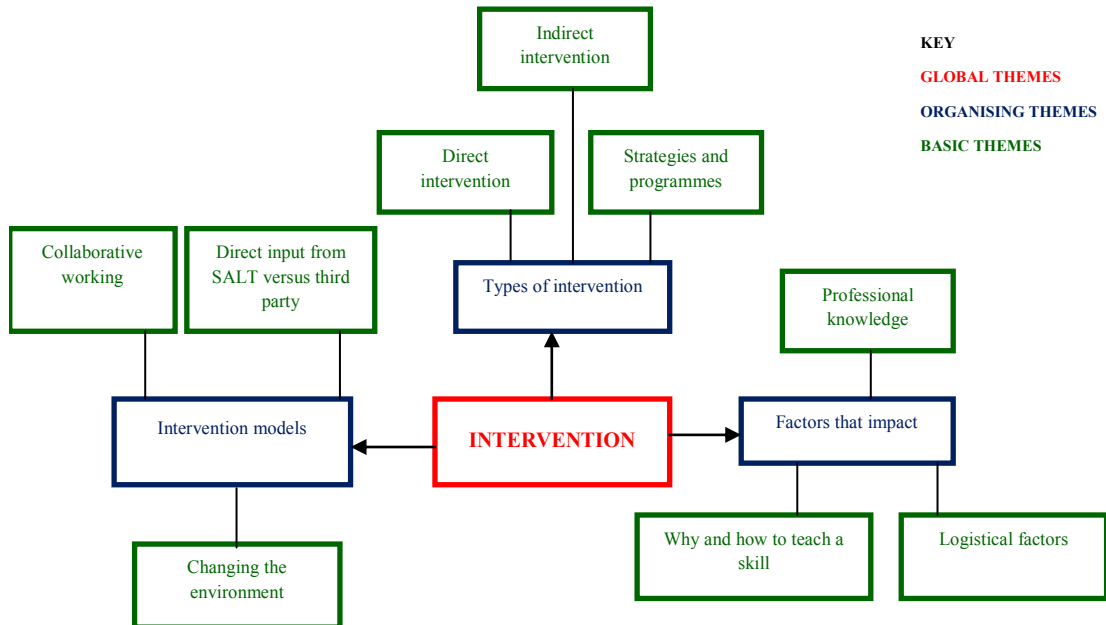 Indirect
intervention
KEY
GLOBAL THEMES
ORGANISING THEMES
BASIC THEMES
Direct
intervention
Strategies and
programmes
Collaborative
working
Direct input from
SALT versus third
party
Types of intervention
Professional
knowledge
Intervention models
INTERVENTION
Factors that impact
Changing the
environment
Why and how to teach a
skill
Logistical factors